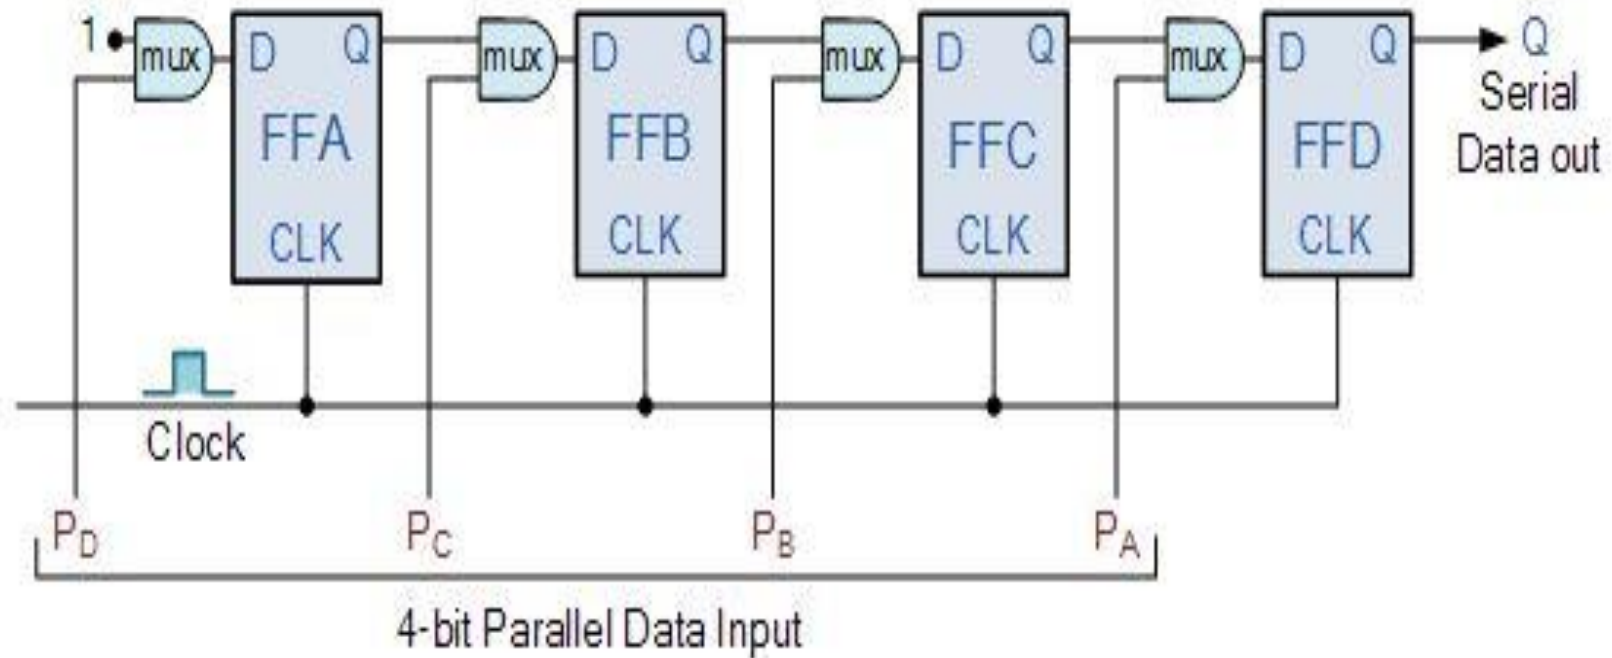 1
mux
D Q
FFA
CLK
mux
D Q
FFB
CLK
mux
D Q
FFC
CLK
mux
D Q
FFD
CLK
Q
Serial
Data out
Clock
PD
PC
PB
PA
4-bit Parallel Data Input